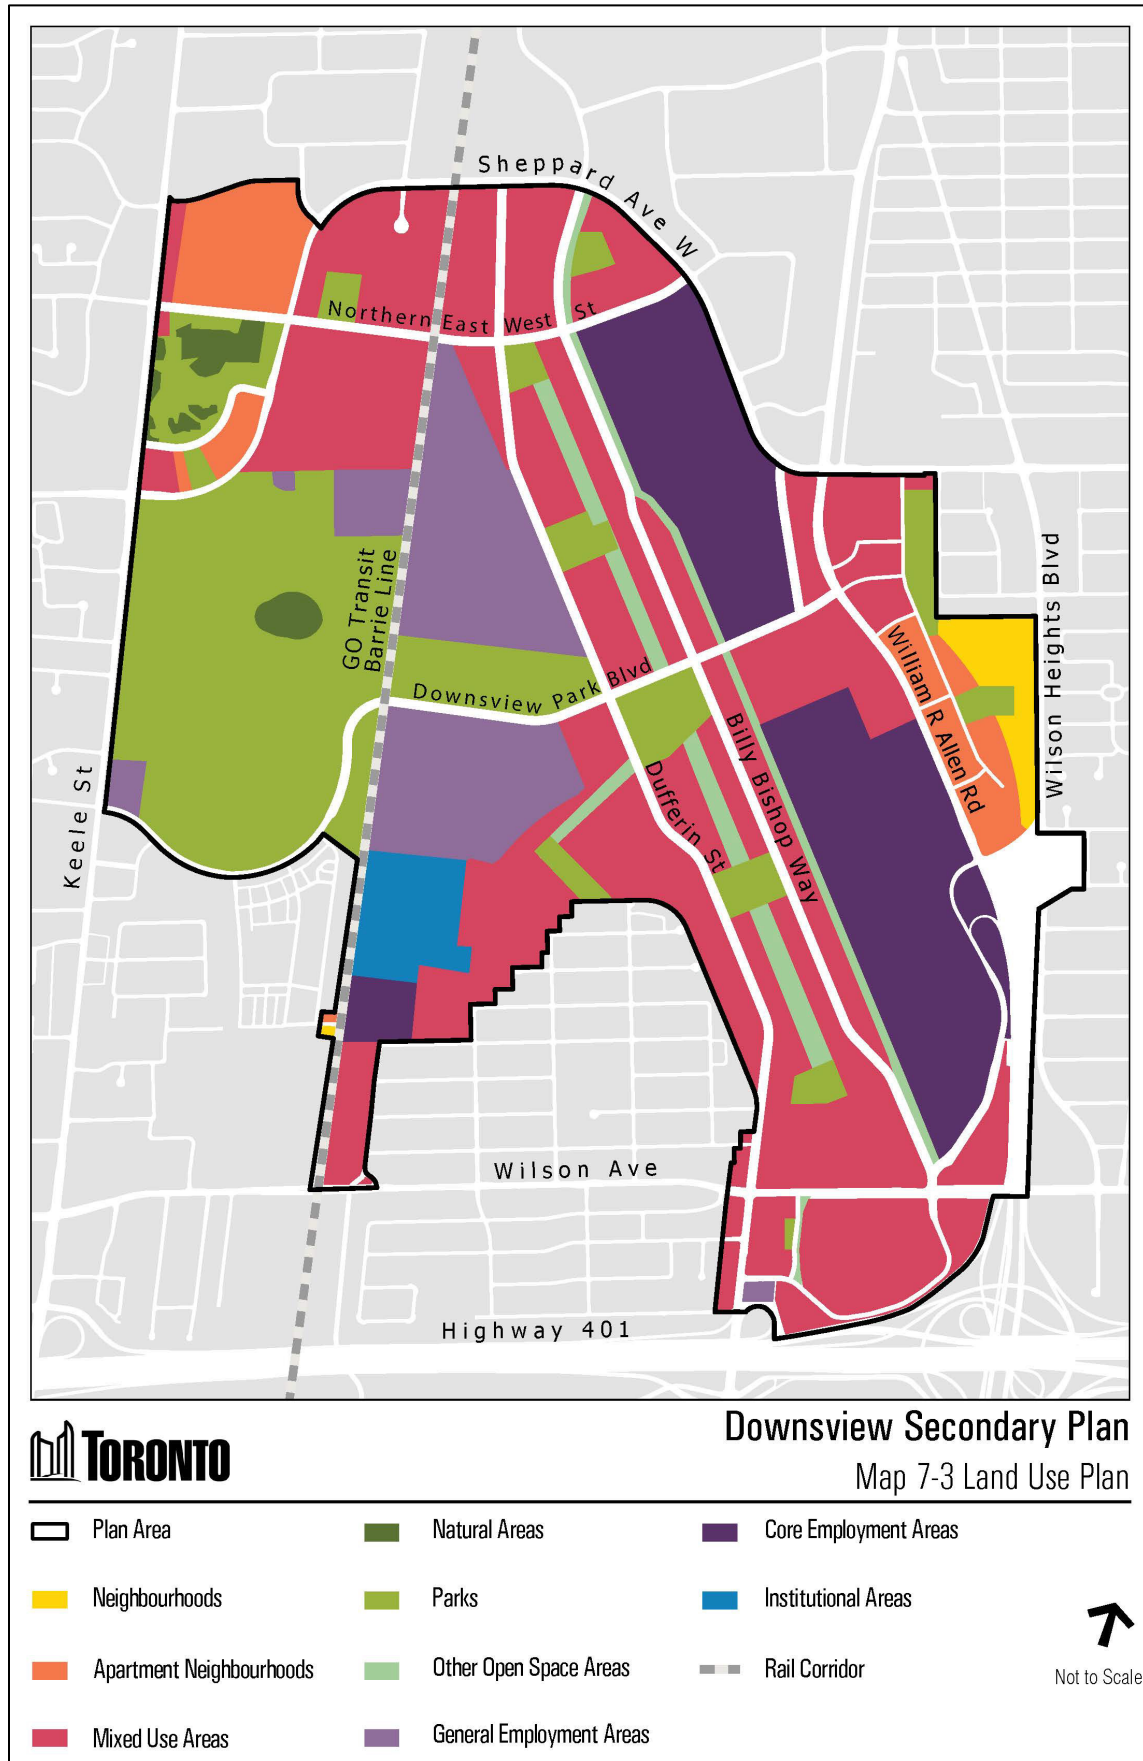 Sheppard Ave W
Northern East West St
GO Transit
Barrie Line
Downsview Park Blvd
William R Allen Rd
Wilson Heights Blvd
Keele St
Dufferin St
Billy Bishop Way
Wilson Ave
Highway 401
TORONTO
Downsview Secondary Plan
Map 7-3 Land Use Plan
Plan Area
Natural Areas
Core Employment Areas
Neighbourhoods
Parks
Institutional Areas
Apartment Neighbourhoods
Other Open Space Areas
Rail Corridor
Not to Scale
Mixed Use Areas
General Employment Areas